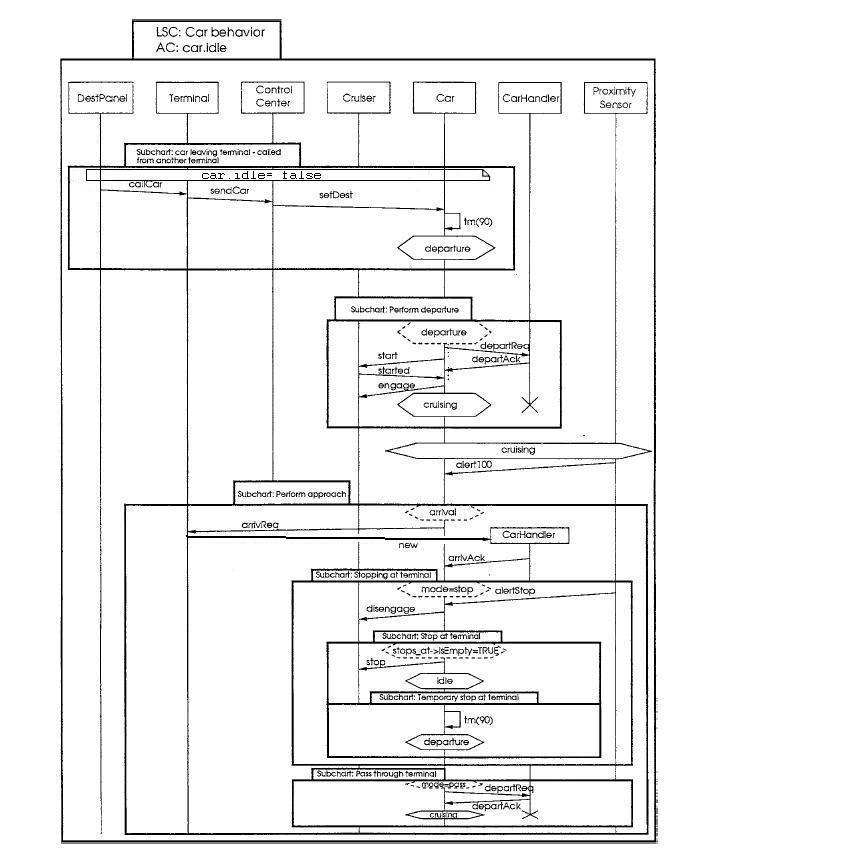 LSC: Car behavior
AC: car.idle
DestPanel
Terminal
Control
Center
Cruiser
Car
CarHandler
Proximity
Sensor
Subchart: car leaving terminal - called
from another terminal
car.idle= false
callCar
sendCar
setDest
tm(90)
departure
Subchart: Perform departure
departure
departReq
departAck
start
started
engage
cruising
cruising
alert100
Subchart: Perform approach
arrival
arrivReq
CarHandler
new
arrivAck
Subchart: Stopping at terminal
mode=stop
alertStop
disengage
Subchart: Stop at terminal
stops_at->isEmpty=TRUE
stop
idle
Subchart: Temporary stop at terminal
tm(90)
departure
Subchart: Pass through terminal
mode=pass
departReq
departAck
cruising